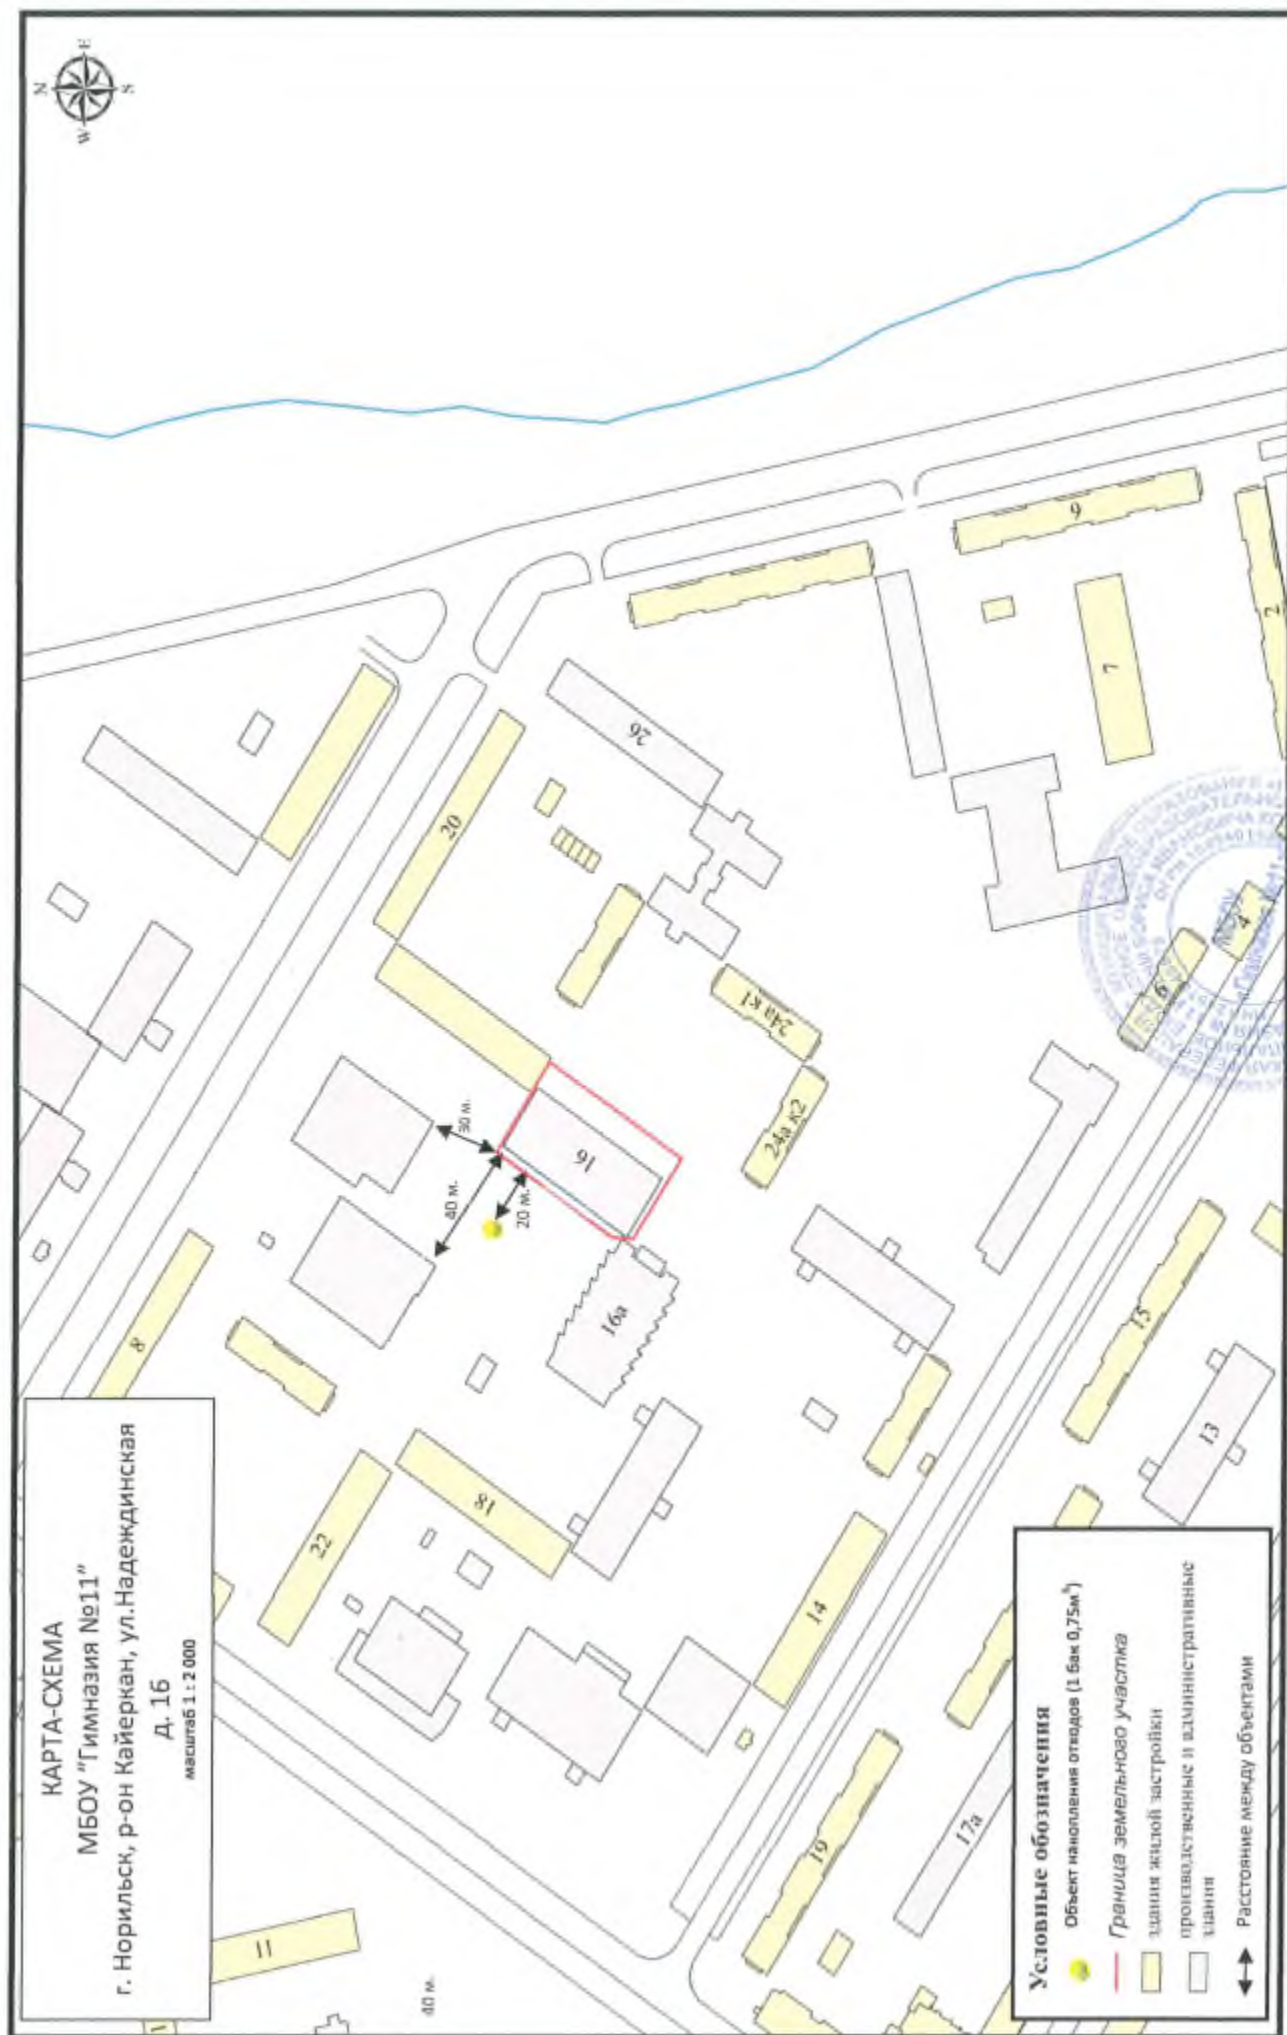 КАРТА-СХЕМА
МБОУ "Гимназия №11"
г. Норильск, р-он Кайеркан, ул.Надеждинская
д. 16
масштаб 1 : 2 000
N
E
S
W
8
22
18
20
26
16
16а
24а к1
24а к2
30 м.
40 м.
20 м.
40 м.
11
1
14
19
17а
15
13
6
4
7
9
2
Условные обозначения
Объект накопления отходов (1 бак 0,75м³)
Граница земельного участка
здания жилой застройки
производственные и административные
здания
Расстояние между объектами
МБОУ